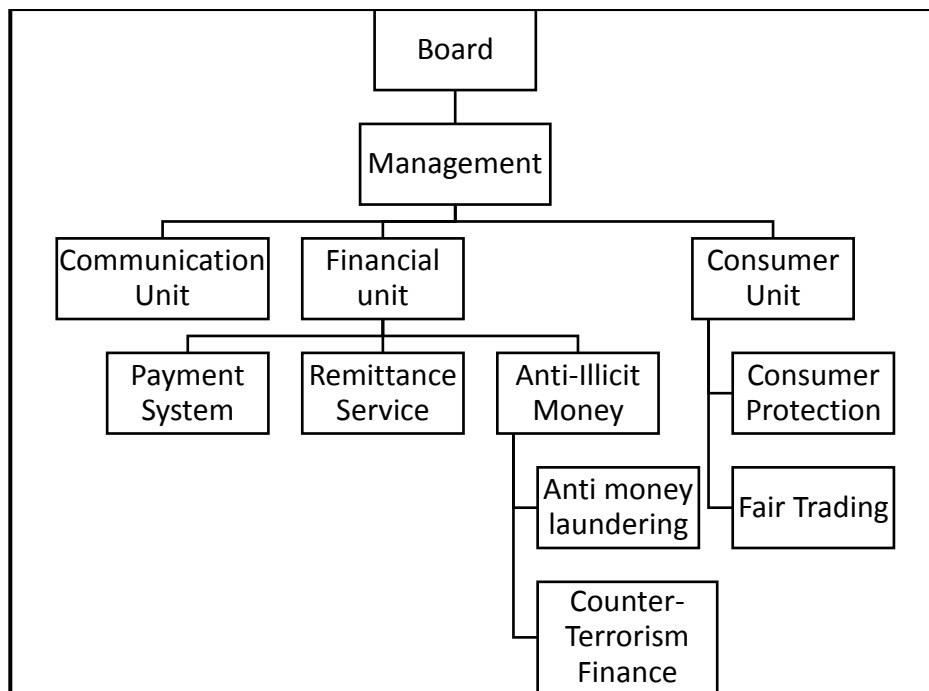 Board
Management
Communication
Unit
Financial
unit
Consumer
Unit
Payment
System
Remittance
Service
Anti-Illicit
Money
Consumer
Protection
Anti money
laundering
Fair Trading
Counter-
Terrorism
Finance